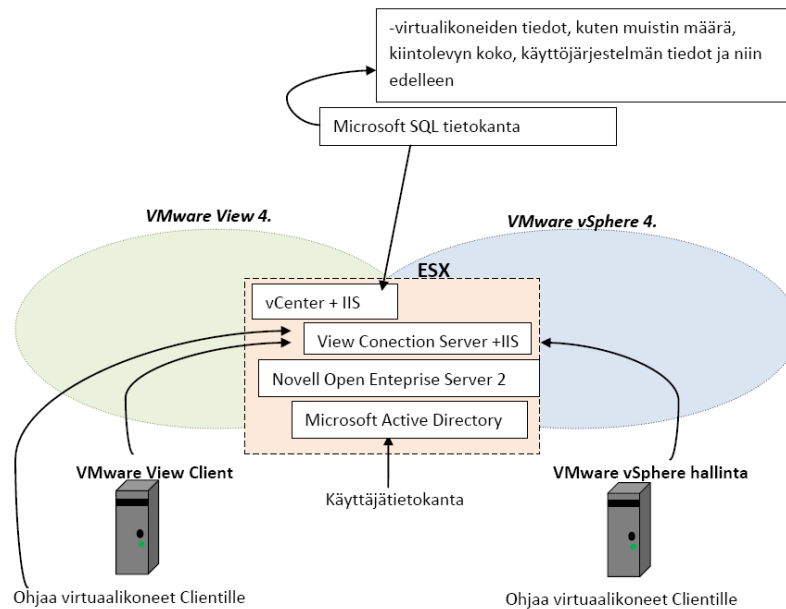 -virtualikoneiden tiedot, kuten muistin määrä,
kiintolevyn koko, käyttöjärjestelmän tiedot ja niin
edelleen
Microsoft SQL tietokanta
VMware View 4.
VMware vSphere 4.
ESX
vCenter + IIS
View Conection Server +IIS
Novell Open Enteprise Server 2
Microsoft Active Directory
VMware View Client
VMware vSphere hallinta
Käyttäjätietokanta
Ohjaa virtuaalikoneet Clientille
Ohjaa virtuaalikoneet Clientille